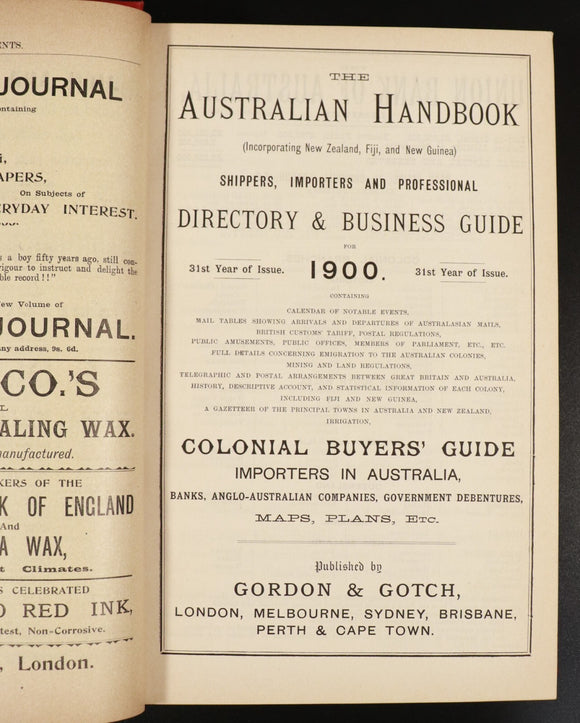 ENTS.
JOURNAL
ontaining
i,
APERS,
On Subjects of
ERYDAY INTEREST.
s a boy fifty years ago, still con-
vigour to instruct and delight the
ble record!!"
New Volume of
JOURNAL.
any address, 9s. 6d.
CO.'S
L
ALING WAX.
manufactured.
KERS OF THE
K OF ENGLAND
And
A WAX,
t Climates.
S CELEBRATED
D RED INK,
test, Non-Corrosive.
, London.
THE
AUSTRALIAN HANDBOOK
(Incorporating New Zealand, Fiji, and New Guinea)
SHIPPERS, IMPORTERS AND PROFESSIONAL
DIRECTORY & BUSINESS GUIDE
FOR
31st Year of Issue. 1900. 31st Year of Issue.
CONTAINING
CALENDAR OF NOTABLE EVENTS,
MAIL TABLES SHOWING ARRIVALS AND DEPARTURES OF AUSTRALASIAN MAILS,
BRITISH CUSTOMS TARIFF, POSTAL REGULATIONS,
PUBLIC AMUSEMENTS, PUBLIC OFFICES, MEMBERS OF PARLIAMENT, ETC., ETC.
FULL DETAILS CONCERNING EMIGRATION TO THE AUSTRALIAN COLONIES,
MINING AND LAND REGULATIONS,
TELEGRAPHIC AND POSTAL ARRANGEMENTS BETWEEN GREAT BRITAIN AND AUSTRALIA,
HISTORY, DESCRIPTIVE ACCOUNT, AND STATISTICAL INFORMATION OF EACH COLONY,
INCLUDING FIJI AND NEW GUINEA,
A GAZETTEER OF THE PRINCIPAL TOWNS IN AUSTRALIA AND NEW ZEALAND,
IRRIGATION,
COLONIAL BUYERS' GUIDE
IMPORTERS IN AUSTRALIA,
BANKS, ANGLO-AUSTRALIAN COMPANIES, GOVERNMENT DEBENTURES,
MAPS, PLANS, ETC.
Published by
GORDON & GOTCH,
LONDON, MELBOURNE, SYDNEY, BRISBANE,
PERTH & CAPE TOWN.